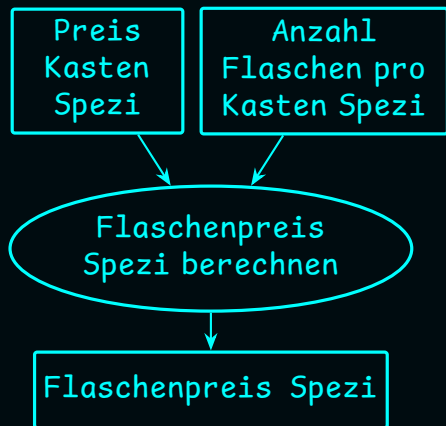 Preis
Kasten
Spezi
Anzahl
Flaschen pro
Kasten Spezi
Flaschenpreis
Spezi berechnen
Flaschenpreis Spezi